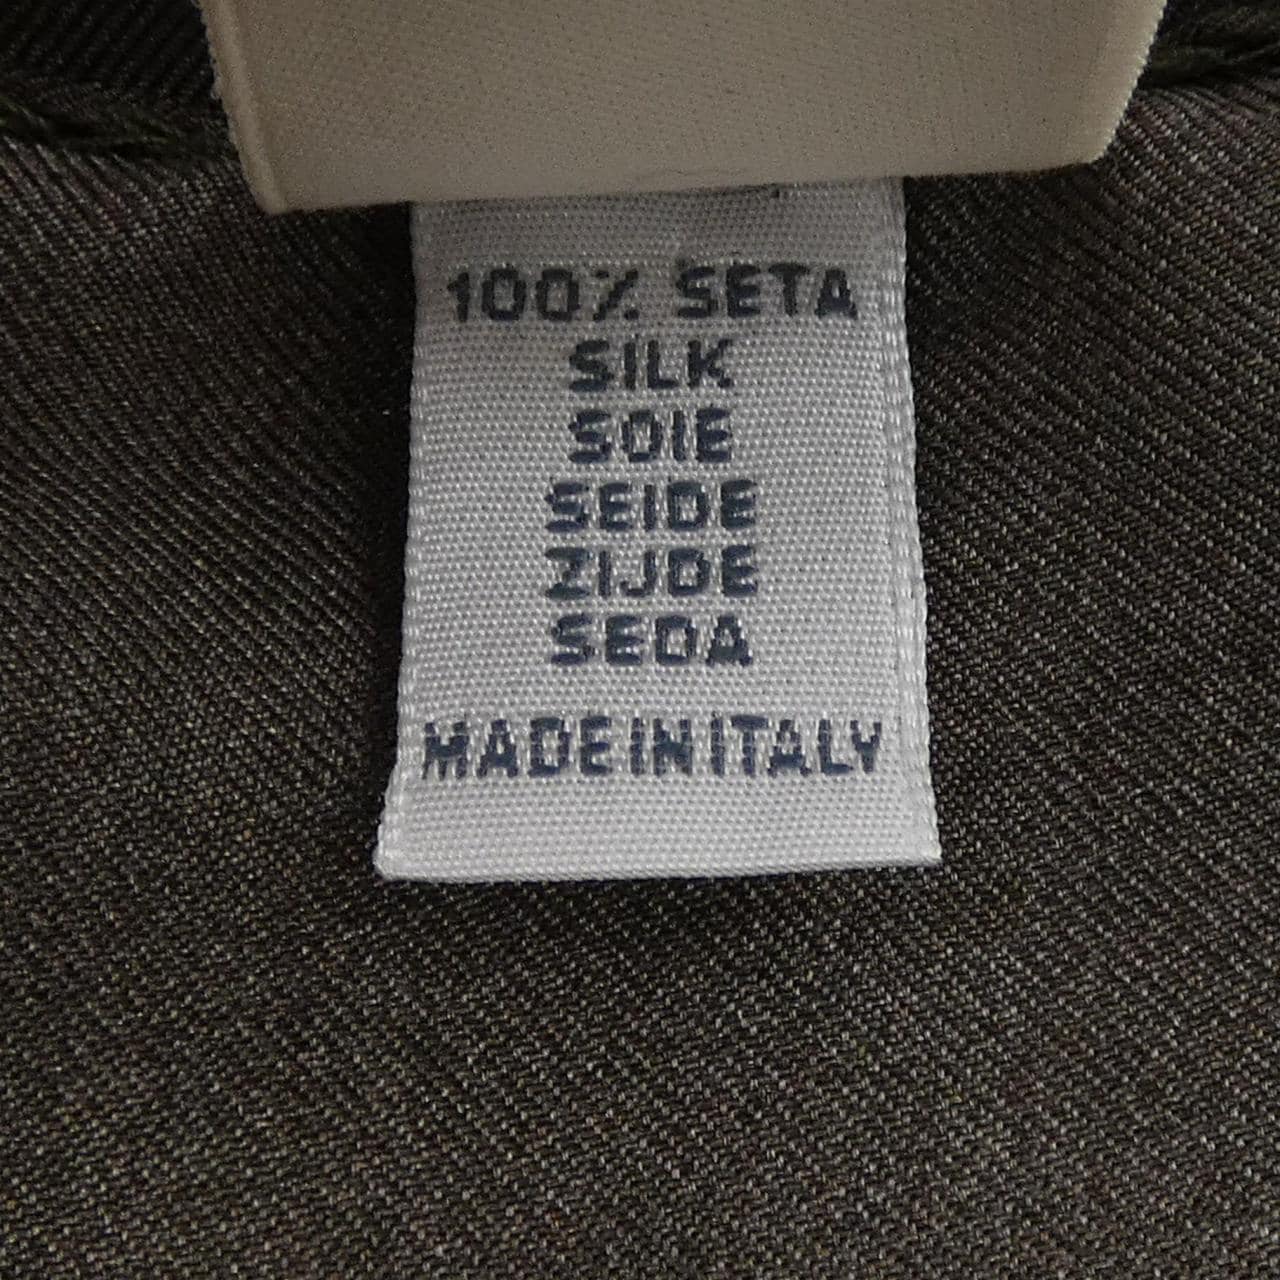 100% SETA
SILK
SOIE
SEIDE
ZIJDE
SEDA
MADE IN ITALY